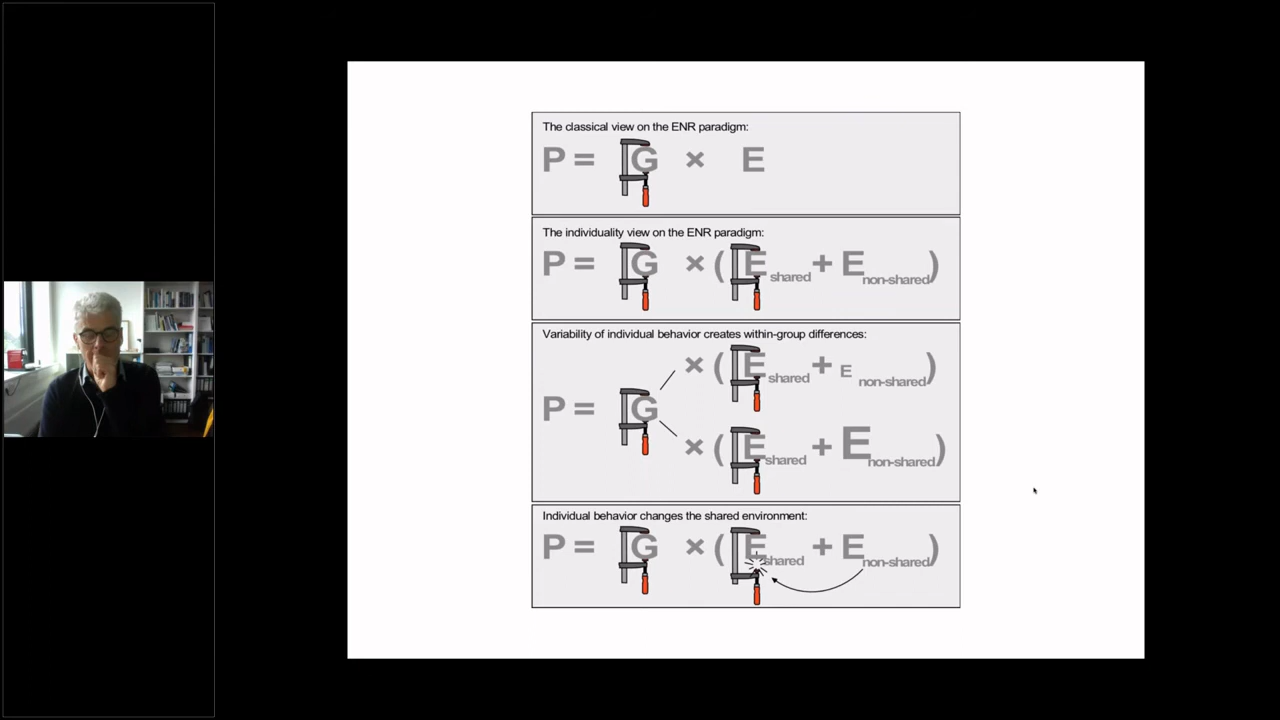 The classical view on the ENR paradigm:
P = G × E
The individuality view on the ENR paradigm:
P = G × ( E shared + E non-shared )
Variability of individual behavior creates within-group differences:
× ( E shared + E non-shared )
P = G
× ( E shared + E non-shared )
Individual behavior changes the shared environment:
P = G × ( E shared + E non-shared )